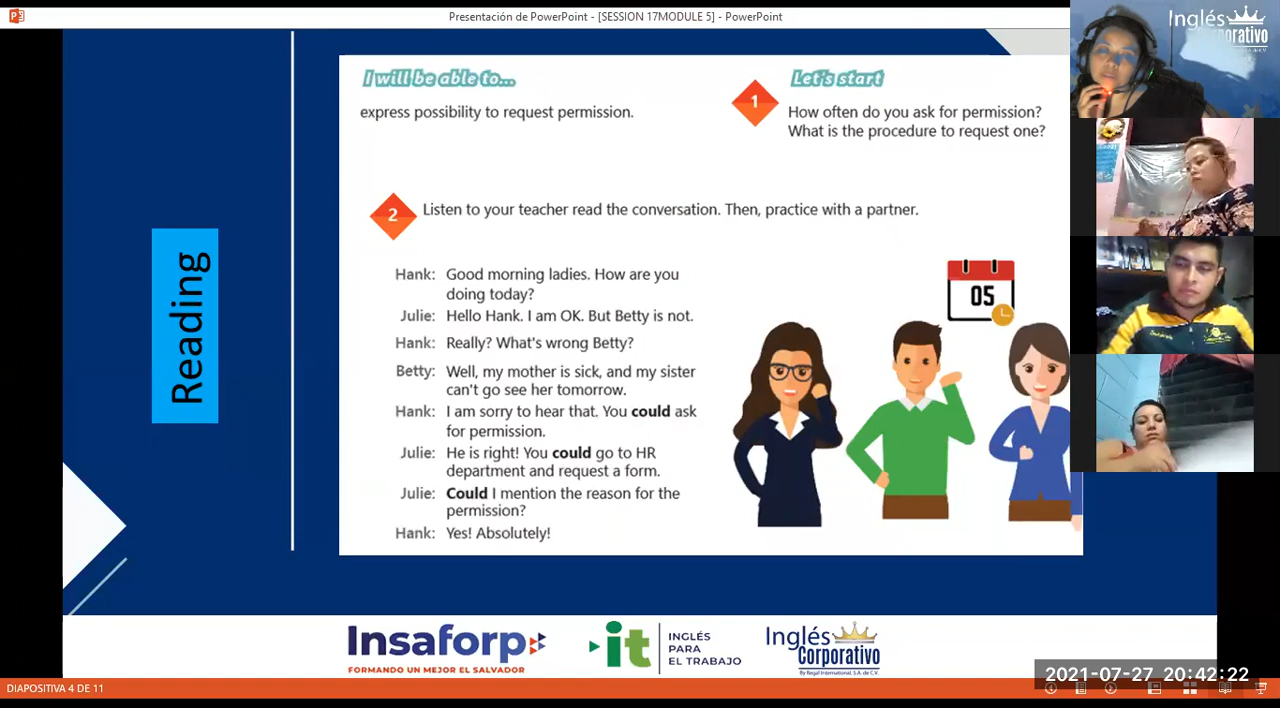 Presentación de PowerPoint - [SESSION 17MODULE 5] - PowerPoint
Inglés
Corporativo
I will be able to...
express possibility to request permission.
1
Let's start
How often do you ask for permission?
What is the procedure to request one?
2
Listen to your teacher read the conversation. Then, practice with a partner.
Reading
Hank: Good morning ladies. How are you
doing today?
Julie: Hello Hank. I am OK. But Betty is not.
Hank: Really? What's wrong Betty?
Betty: Well, my mother is sick, and my sister
can't go see her tomorrow.
Hank: I am sorry to hear that. You could ask
for permission.
Julie: He is right! You could go to HR
department and request a form.
Julie: Could I mention the reason for the
permission?
Hank: Yes! Absolutely!
05
Insaforp
FORMANDO UN MEJOR EL SALVADOR
it
INGLÉS
PARA
EL TRABAJO
Inglés
Corporativo
By Regal International, S.A. de C.V.
2021-07-27 20:42:22
DIAPOSITIVA 4 DE 11